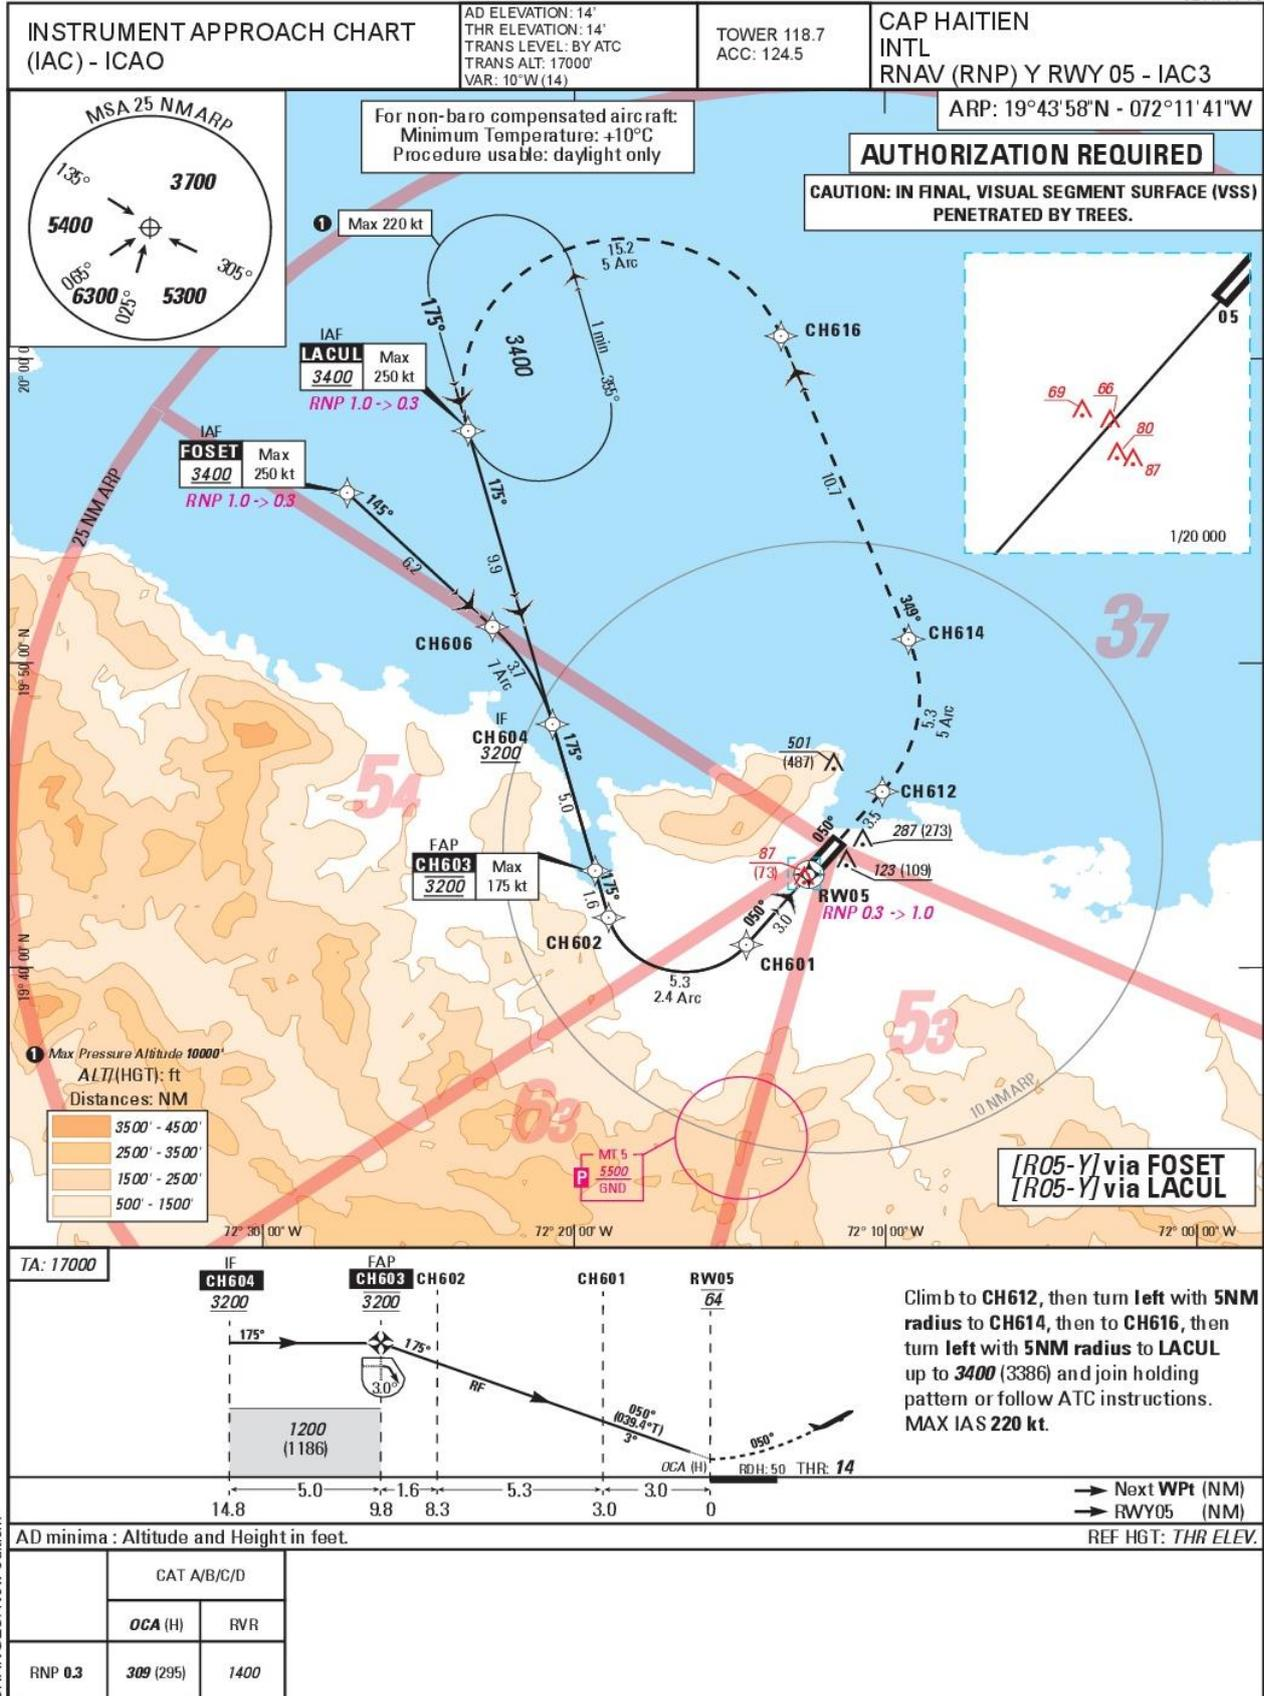 INSTRUMENT APPROACH CHART
(IAC) - ICAO
AD ELEVATION: 14'
THR ELEVATION: 14'
TRANS LEVEL: BY ATC
TRANS ALT: 17000'
VAR: 10°W (14)
TOWER 118.7
ACC: 124.5
CAP HAITIEN
INTL
RNAV (RNP) Y RWY 05 - IAC3
ARP: 19°43'58"N - 072°11'41"W
MSA 25 NM ARP
135°
3700
5400
065°
6300
025°
5300
305°
For non-baro compensated aircraft:
Minimum Temperature: +10°C
Procedure usable: daylight only
AUTHORIZATION REQUIRED
CAUTION: IN FINAL, VISUAL SEGMENT SURFACE (VSS)
PENETRATED BY TREES.
1 Max 220 kt
15.2
5 Arc
175°
3400
1 min
355°
CH616
05
69
66
80
87
1/20 000
IAF
LACUL
3400
Max
250 kt
RNP 1.0 -> 0.3
IAF
FOSET
3400
Max
250 kt
RNP 1.0 -> 0.3
20° 00'0
25 NM ARP
145°
6.2
175°
9.9
10.7
349°
CH614
37
CH606
3.7
7 Arc
19° 50' 00" N
IF
CH604
3200
175°
5.0
5.3
5 Arc
501
(487)
CH612
54
050°
3.5
287 (273)
FAP
CH603
3200
Max
175 kt
175°
1.6
87
(73)
123 (109)
RW05
RNP 0.3 -> 1.0
050°
3.0
CH602
CH601
5.3
2.4 Arc
19° 40' 00" N
53
63
10 NM ARP
1 Max Pressure Altitude 10000'
ALT/(HGT): ft
Distances: NM
3500' - 4500'
2500' - 3500'
1500' - 2500'
500' - 1500'
P
MT 5
5500
GND
[R05-Y] via FOSET
[R05-Y] via LACUL
72° 30' 00" W
72° 20' 00" W
72° 10' 00" W
72° 00' 00" W
TA: 17000
IF
CH604
3200
FAP
CH603
3200
CH602
CH601
RW05
64
175°
175°
3.0°
RF
050°
(039.4°T)
3°
1200
(1186)
050°
OCA (H)
RDH: 50
THR: 14
Climb to CH612, then turn left with 5NM
radius to CH614, then to CH616, then
turn left with 5NM radius to LACUL
up to 3400 (3386) and join holding
pattern or follow ATC instructions.
MAX IAS 220 kt.
5.0
1.6
5.3
3.0
Next WPt (NM)
14.8
9.8
8.3
3.0
0
RWY05 (NM)
AD minima : Altitude and Height in feet.
REF HGT: THR ELEV.
CAT A/B/C/D
OCA (H)
RVR
RNP 0.3
309 (295)
1400